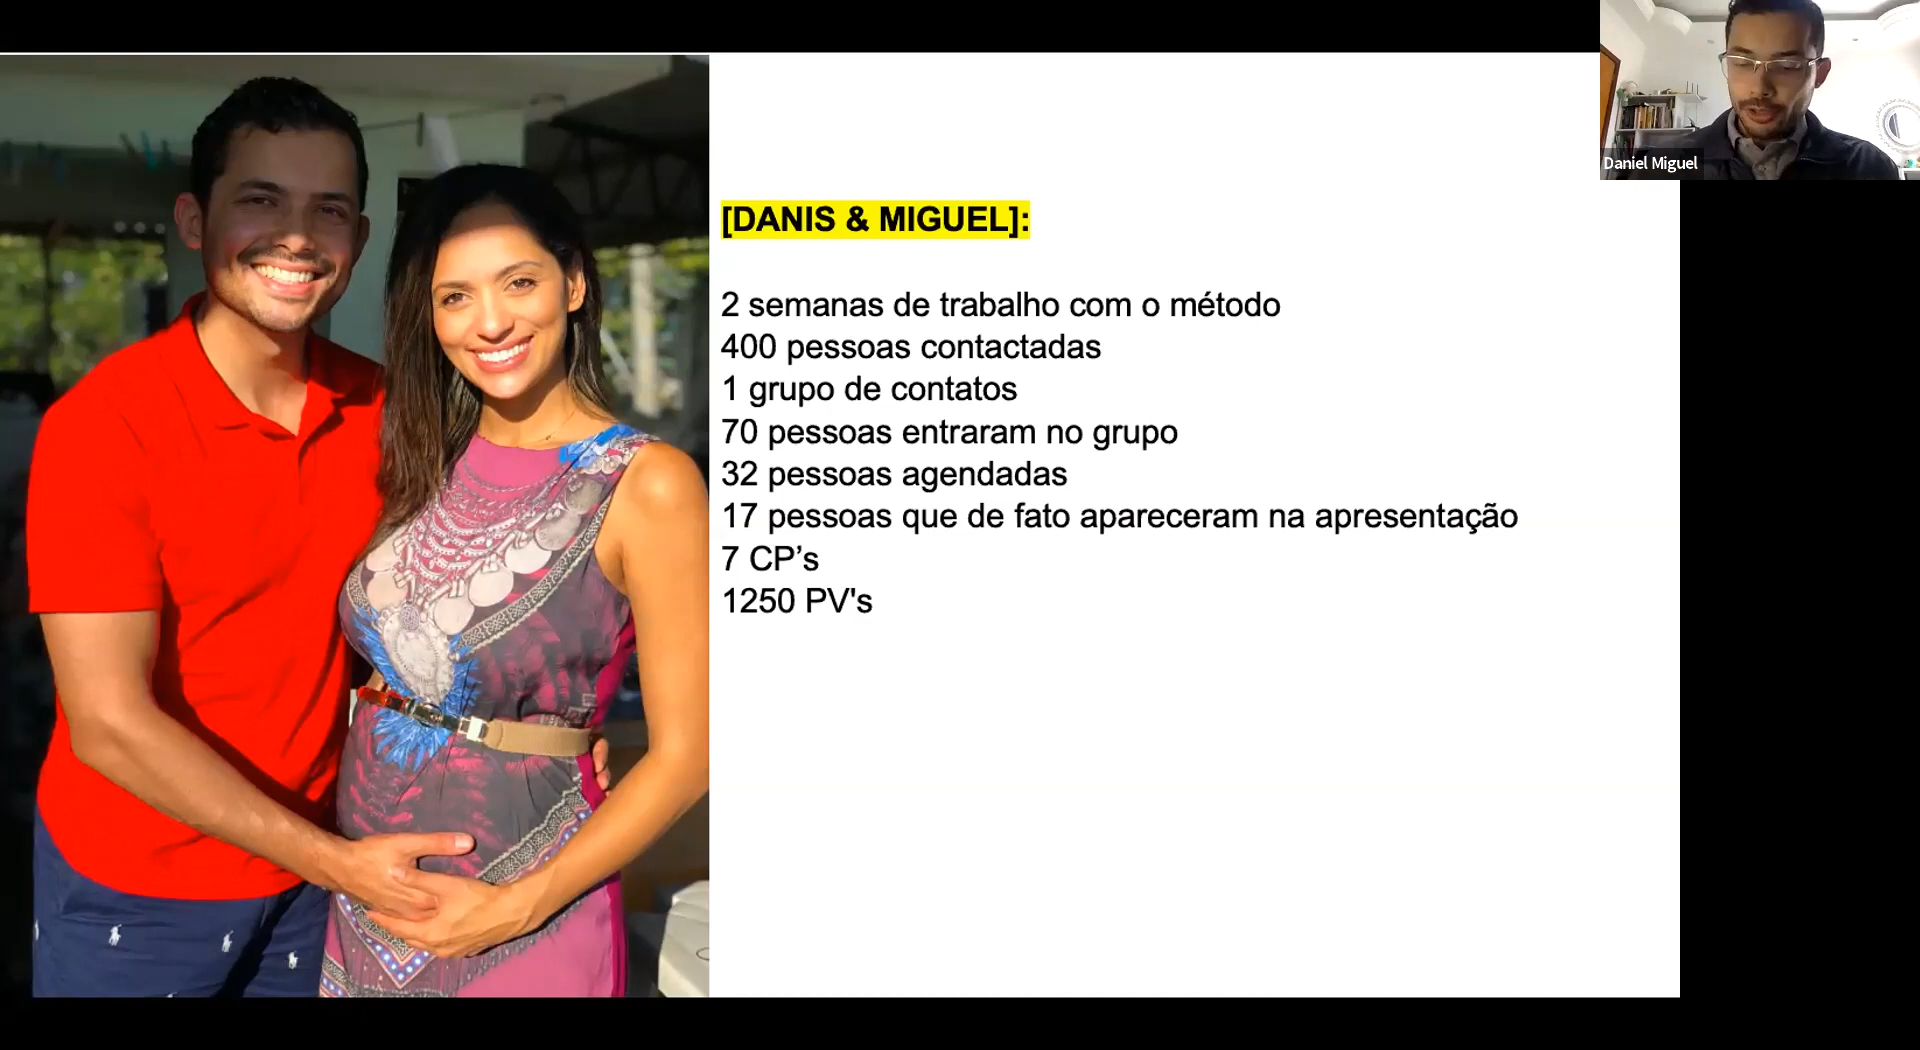 Daniel Miguel
[DANIS & MIGUEL]:
2 semanas de trabalho com o método
400 pessoas contactadas
1 grupo de contatos
70 pessoas entraram no grupo
32 pessoas agendadas
17 pessoas que de fato apareceram na apresentação
7 CP’s
1250 PV's